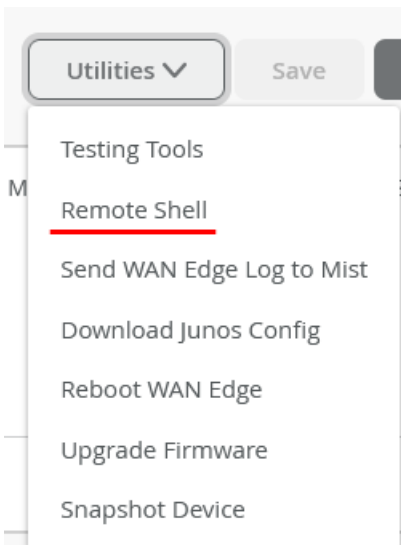 Utilities
Save
Testing Tools
M
Remote Shell
Send WAN Edge Log to Mist
Download Junos Config
Reboot WAN Edge
Upgrade Firmware
Snapshot Device